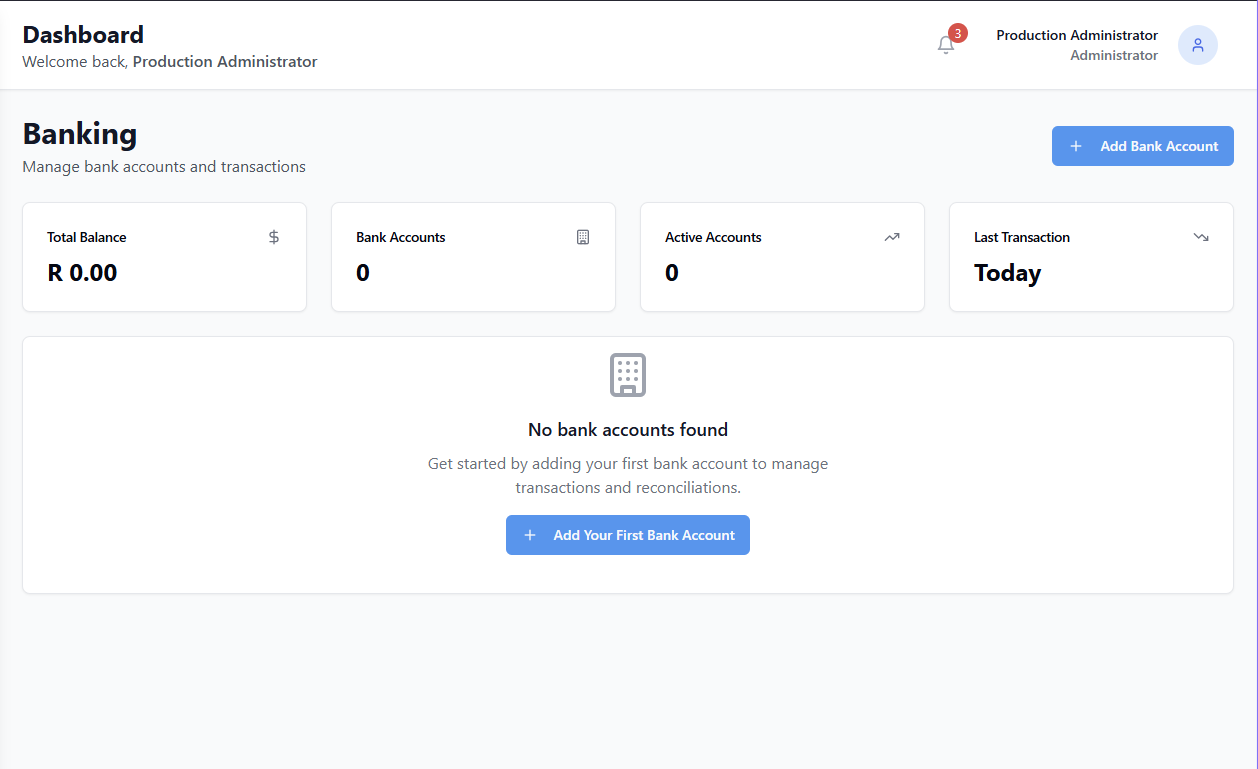 Dashboard
Welcome back, Production Administrator
3
Production Administrator
Administrator
Banking
Manage bank accounts and transactions
Add Bank Account
Total Balance
R 0.00
Bank Accounts
0
Active Accounts
0
Last Transaction
Today
No bank accounts found
Get started by adding your first bank account to manage
transactions and reconciliations.
Add Your First Bank Account